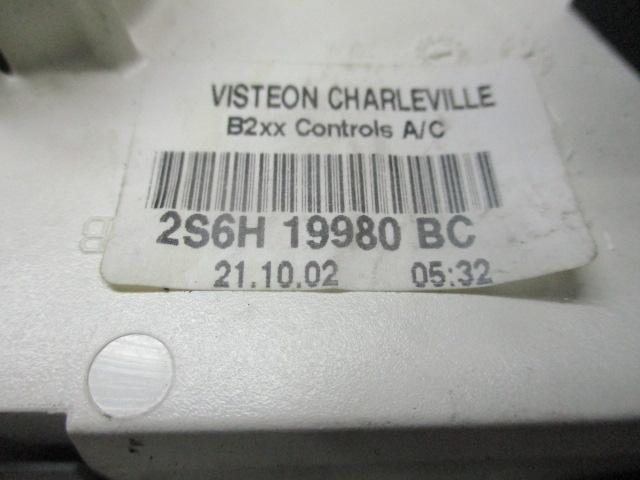 VISTEON CHARLEVILLE
B2xx Controls A/C
2S6H 19980 BC
21.10.02 05:32